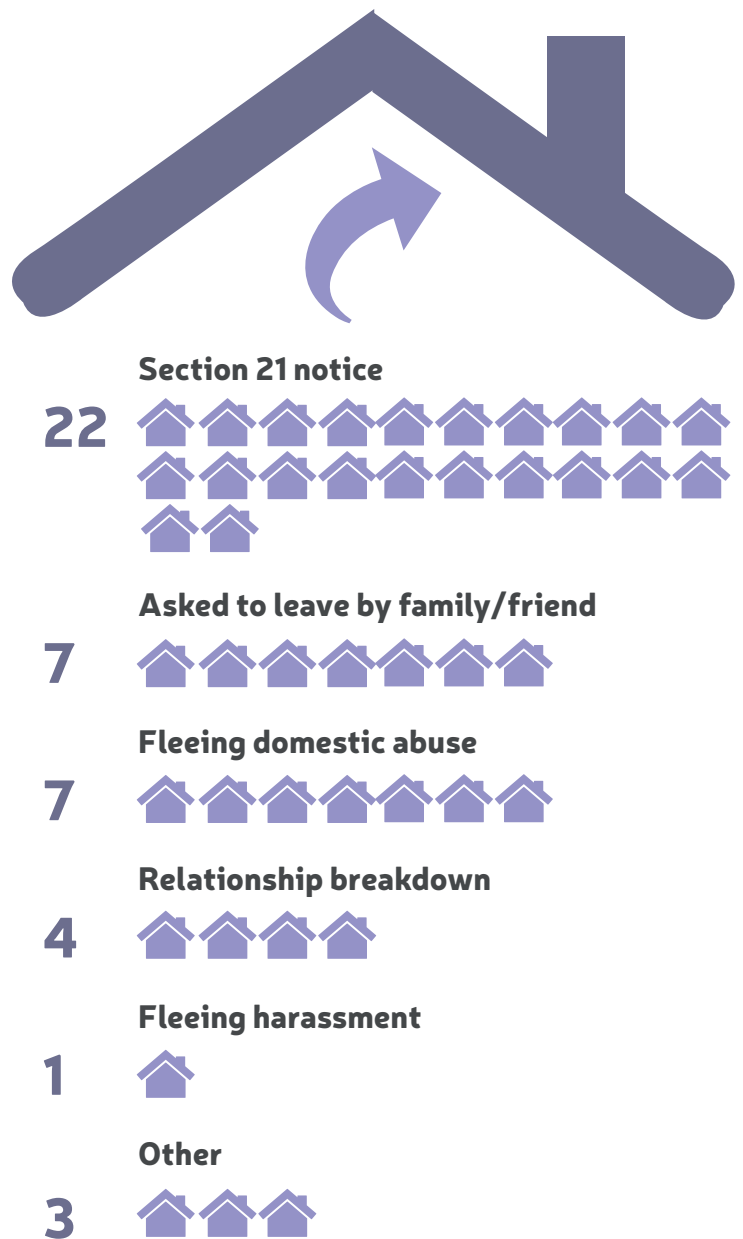 Section 21 notice
22
Asked to leave by family/friend
7
Fleeing domestic abuse
7
Relationship breakdown
4
Fleeing harassment
1
Other
3